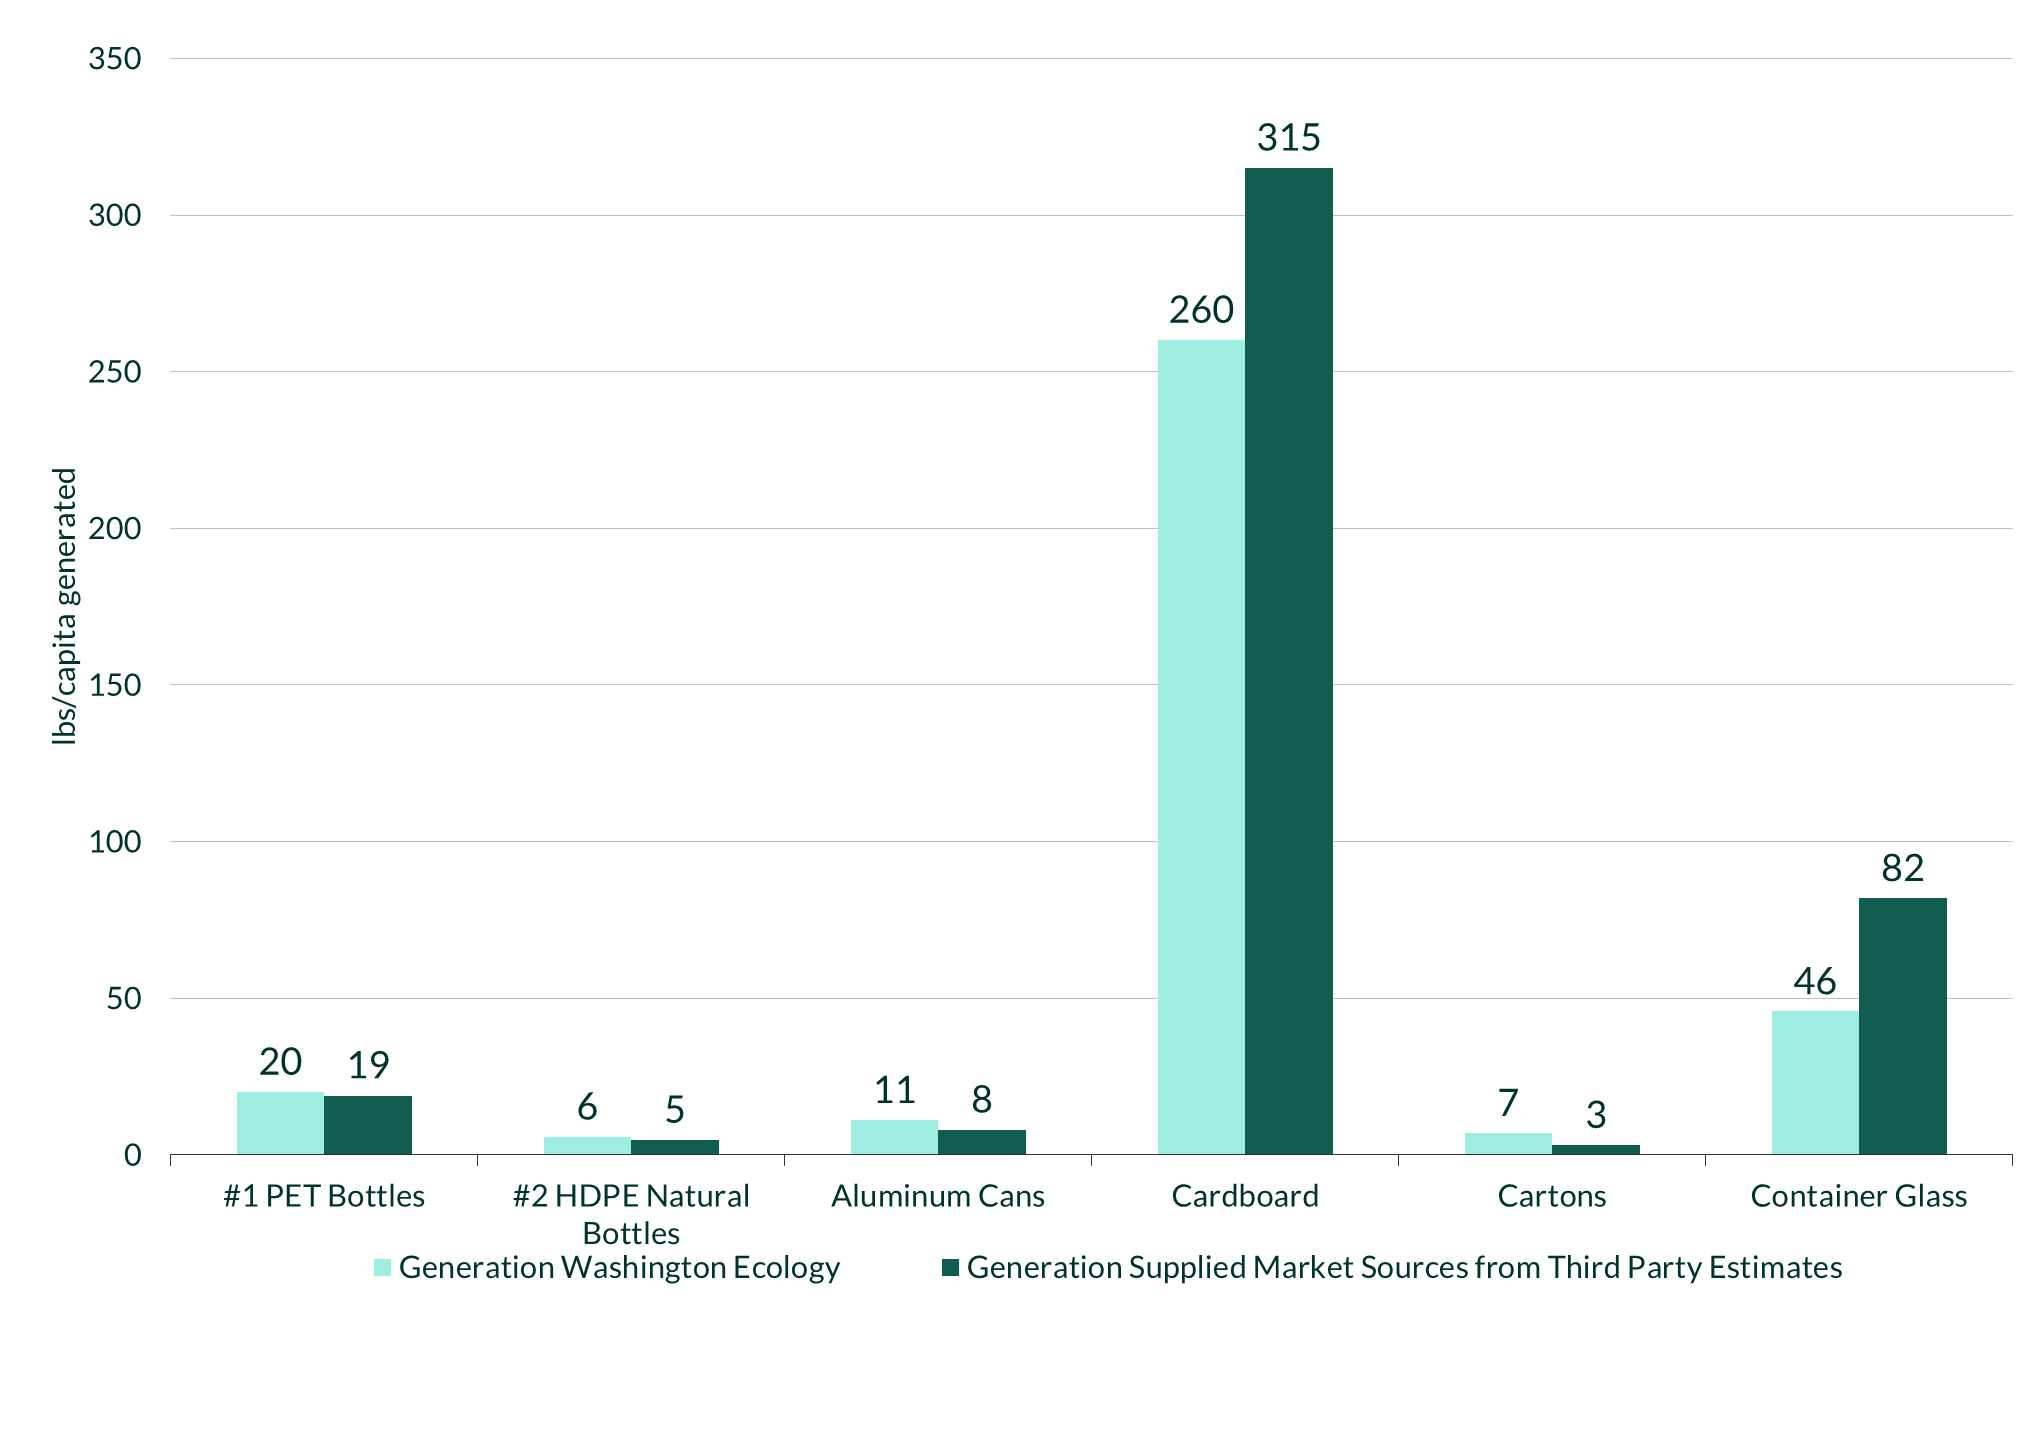 350
300
250
200
150
100
50
0
lbs/capita generated
315
260
82
46
20
19
6
5
11
8
7
3
#1 PET Bottles
#2 HDPE Natural
Bottles
Aluminum Cans
Cardboard
Cartons
Container Glass
Generation Washington Ecology
Generation Supplied Market Sources from Third Party Estimates